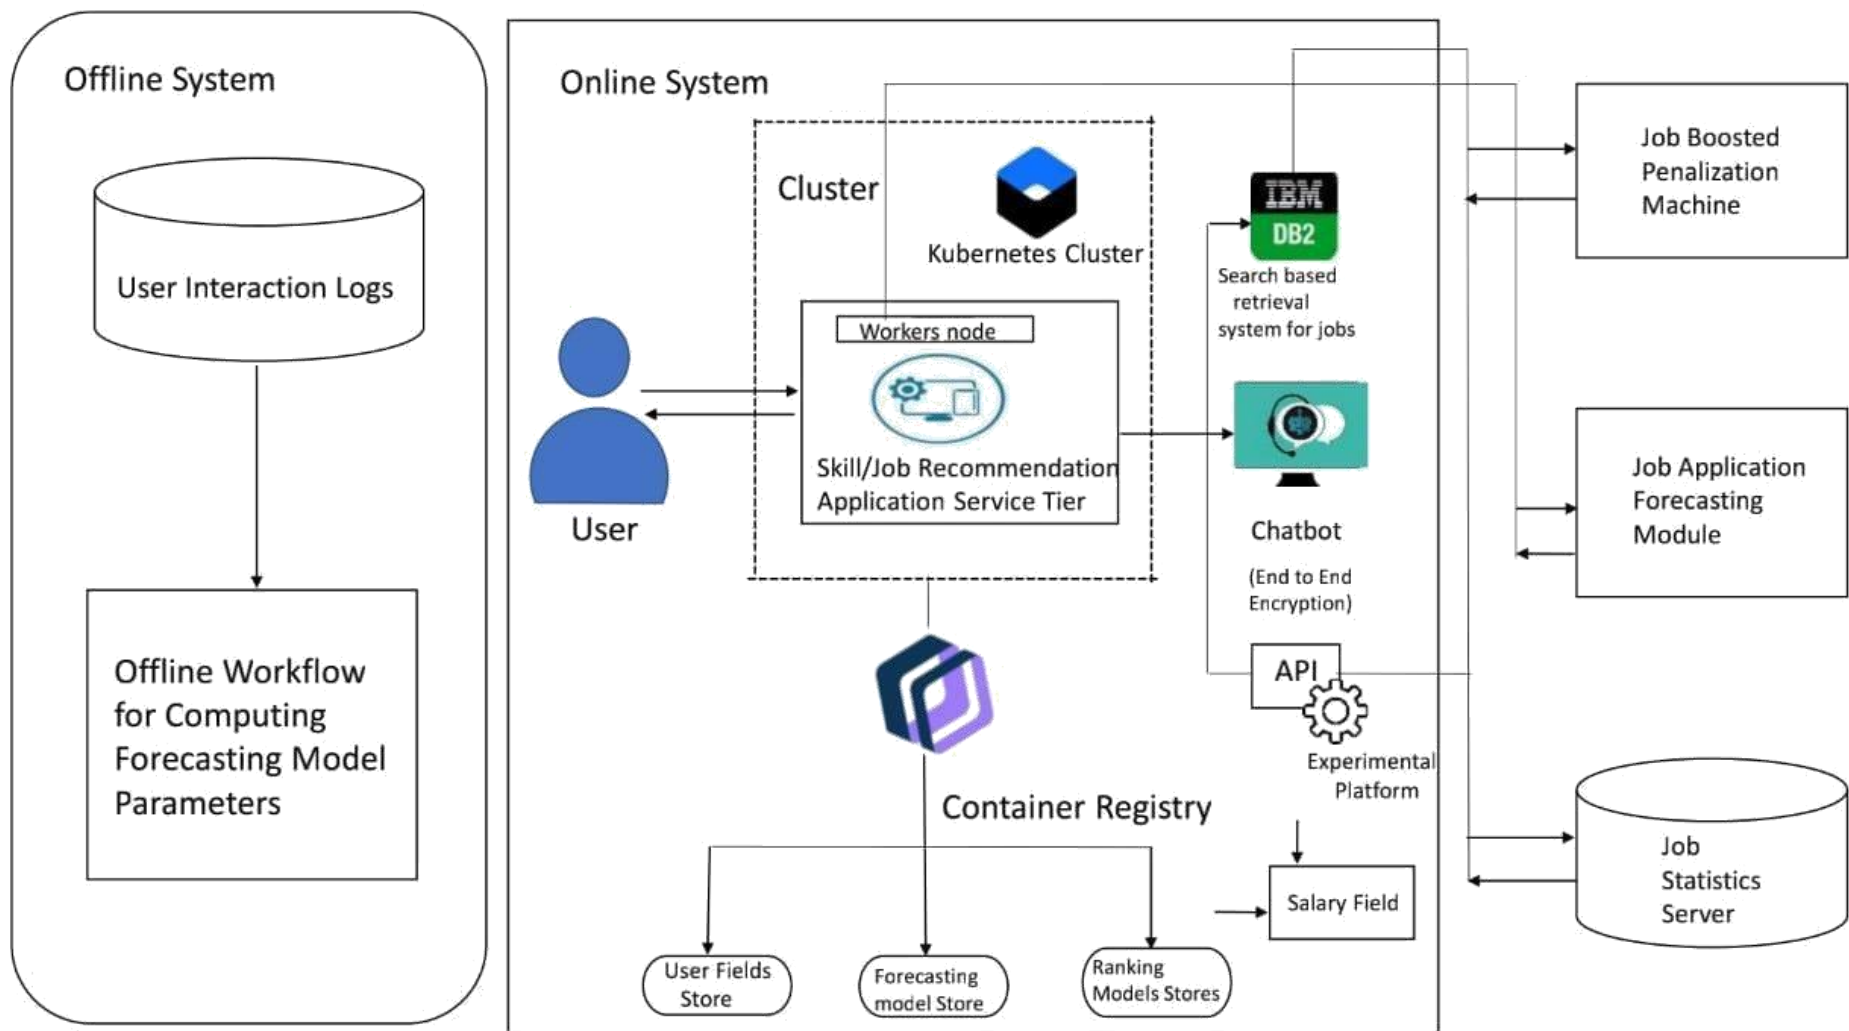 Offline System
User Interaction Logs
Offline Workflow
for Computing
Forecasting Model
Parameters
Online System
Cluster
Kubernetes Cluster
Workers node
Skill/Job Recommendation
Application Service Tier
User
Container Registry
User Fields
Store
Forecasting
model Store
Ranking
Models Stores
IBM
DB2
Search based
retrieval
system for jobs
Chatbot
(End to End
Encryption)
API
Experimental
Platform
Salary Field
Job Boosted
Penalization
Machine
Job Application
Forecasting
Module
Job
Statistics
Server